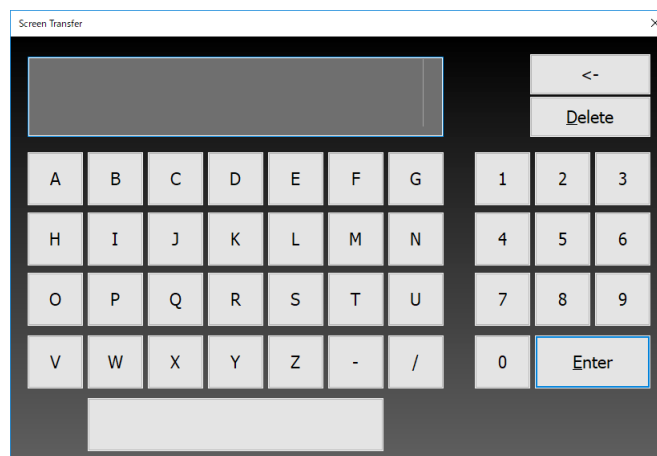 Screen Transfer
<-
Delete
A B C D E F G 1 2 3
H I J K L M N 4 5 6
O P Q R S T U 7 8 9
V W X Y Z - / 0 Enter